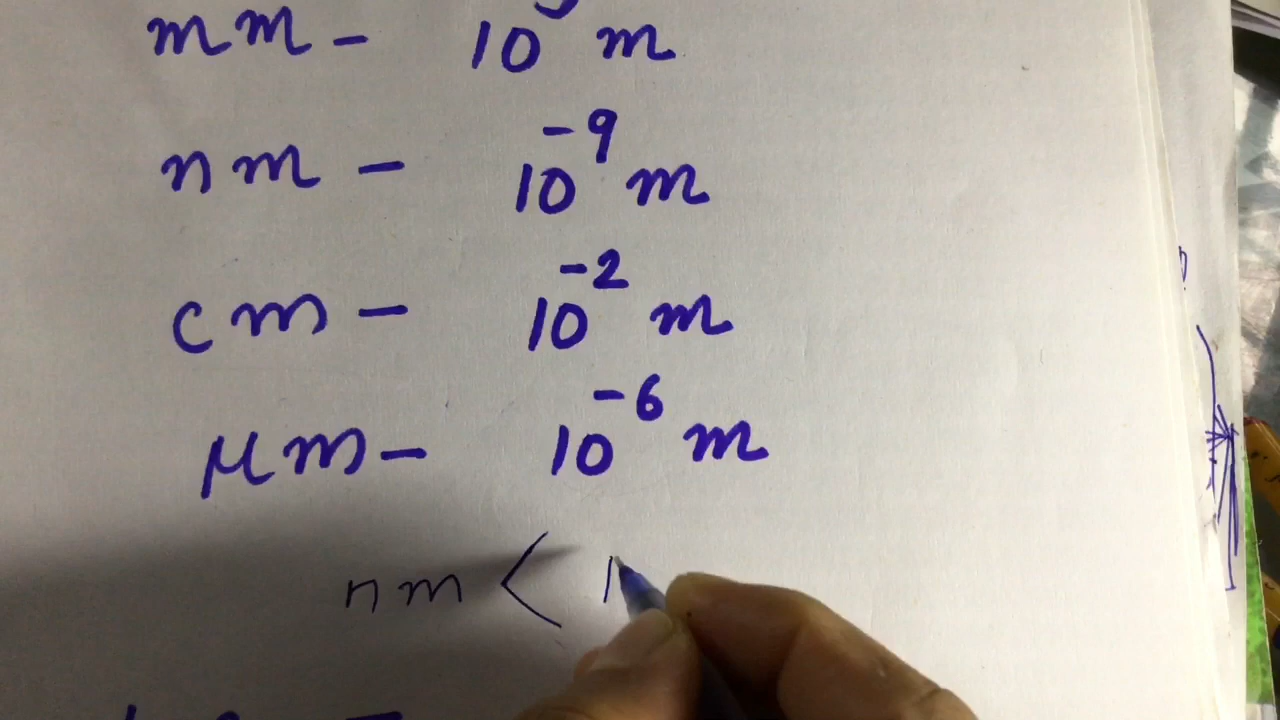 mm - 10 m
nm - 10⁻⁹ m
cm - 10⁻² m
μm - 10⁻⁶ m
nm <